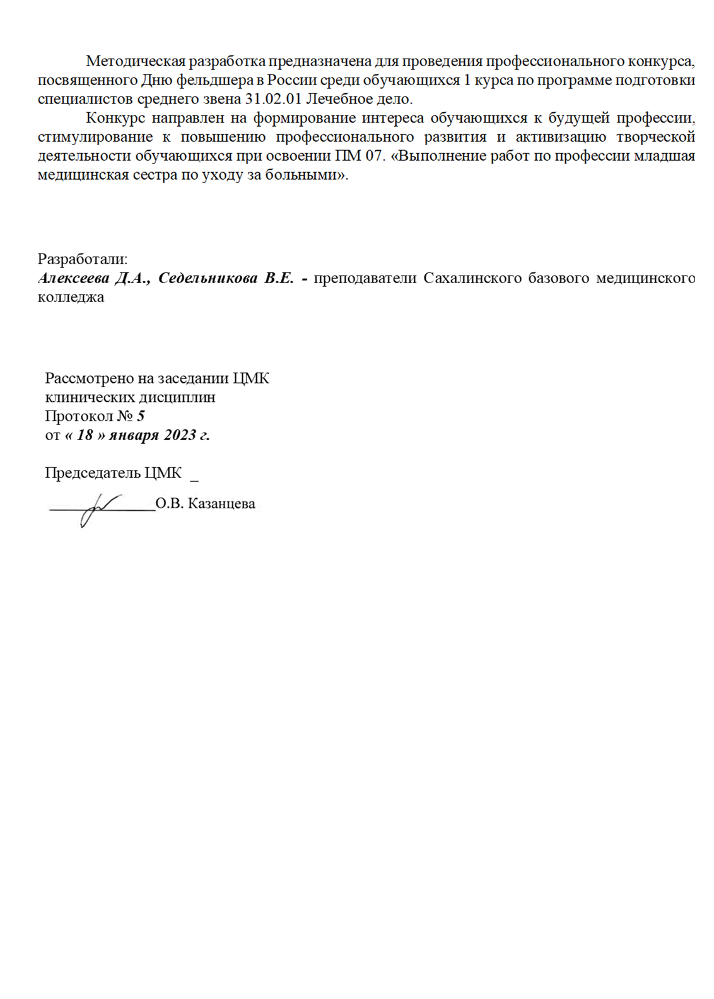 Методическая разработка предназначена для проведения профессионального конкурса,
посвященного Дню фельдшера в России среди обучающихся 1 курса по программе подготовки
специалистов среднего звена 31.02.01 Лечебное дело.
Конкурс направлен на формирование интереса обучающихся к будущей профессии,
стимулирование к повышению профессионального развития и активизацию творческой
деятельности обучающихся при освоении ПМ 07. «Выполнение работ по профессии младшая
медицинская сестра по уходу за больными».
Разработали:
Алексеева Д.А., Седельникова В.Е. - преподаватели Сахалинского базового медицинского
колледжа
Рассмотрено на заседании ЦМК
клинических дисциплин
Протокол № 5
от « 18 » января 2023 г.
Председатель ЦМК _
______________О.В. Казанцева